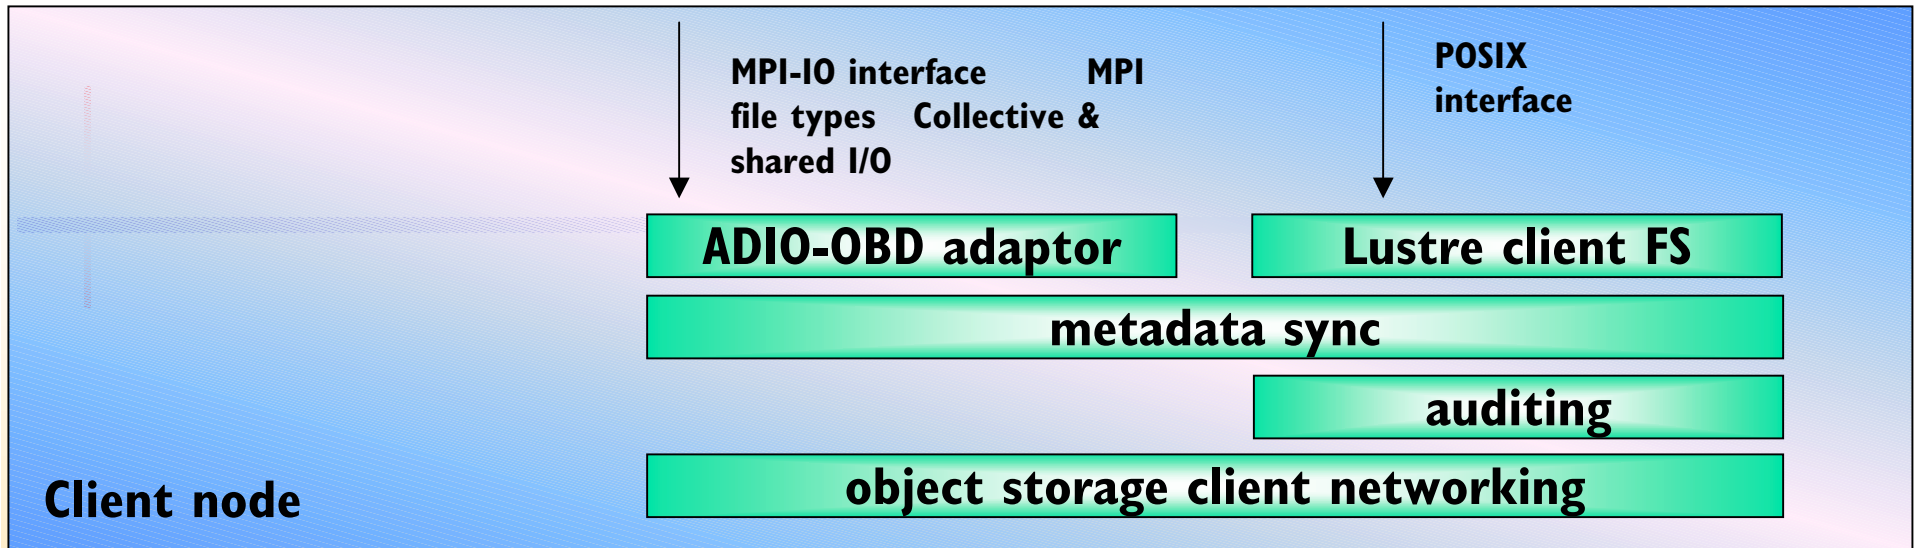 MPI-IO interface MPI
file types Collective &
shared I/O
POSIX
interface
ADIO-OBD adaptor
Lustre client FS
metadata sync
auditing
object storage client networking
Client node